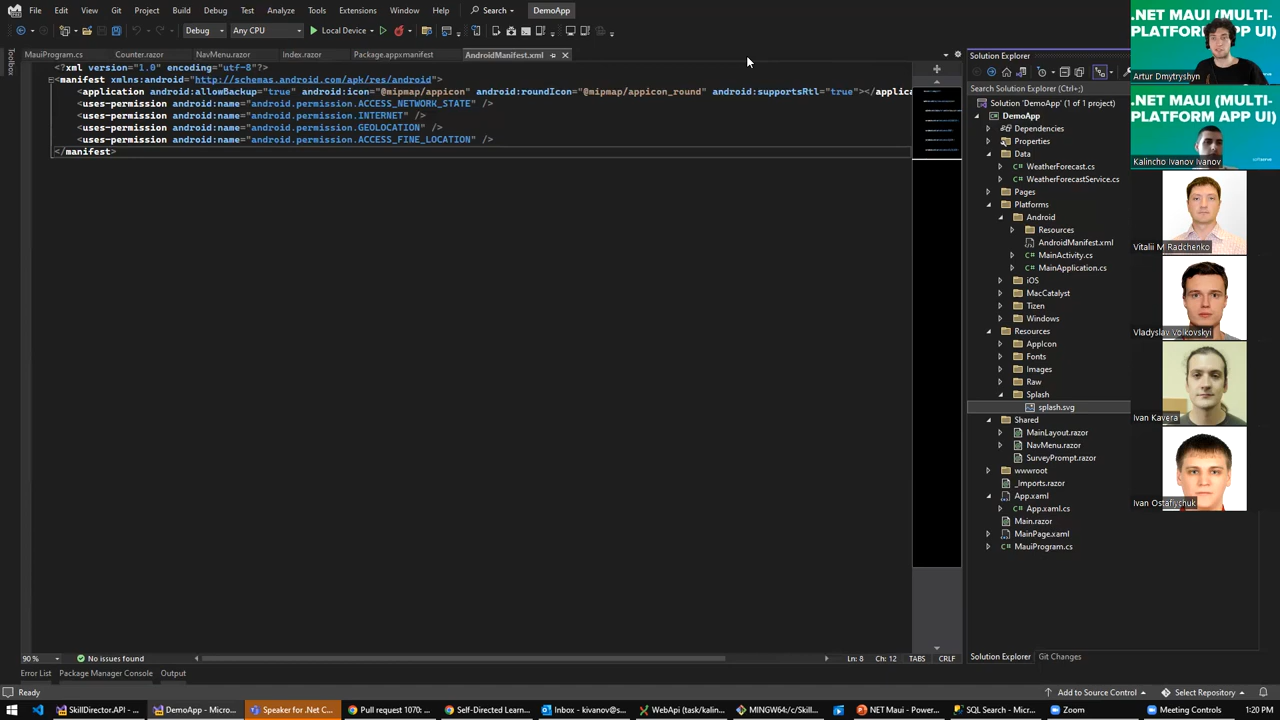 File Edit View Git Project Build Debug Test Analyze Tools Extensions Window Help Search DemoApp
Debug Any CPU Local Device
Toolbox
MauiProgram.cs Counter.razor NavMenu.razor Index.razor Package.appxmanifest AndroidManifest.xml
<?xml version="1.0" encoding="utf-8"?>
<manifest xmlns:android="http://schemas.android.com/apk/res/android">
<application android:allowBackup="true" android:icon="@mipmap/appicon" android:roundIcon="@mipmap/appicon_round" android:supportsRtl="true"></applica
<uses-permission android:name="android.permission.ACCESS_NETWORK_STATE" />
<uses-permission android:name="android.permission.INTERNET" />
<uses-permission android:name="android.permission.GEOLOCATION" />
<uses-permission android:name="android.permission.ACCESS_FINE_LOCATION" />
</manifest>
90 % No issues found Ln: 8 Ch: 12 TABS CRLF
Error List Package Manager Console Output
Ready
Solution Explorer
Search Solution Explorer (Ctrl+;)
Solution 'DemoApp' (1 of 1 project)
DemoApp
Dependencies
Properties
Data
WeatherForecast.cs
WeatherForecastService.cs
Pages
Platforms
Android
Resources
AndroidManifest.xml
MainActivity.cs
MainApplication.cs
iOS
MacCatalyst
Tizen
Windows
Resources
AppIcon
Fonts
Images
Raw
Splash
splash.svg
Shared
MainLayout.razor
NavMenu.razor
SurveyPrompt.razor
wwwroot
_Imports.razor
App.xaml
App.xaml.cs
Main.razor
MainPage.xaml
MauiProgram.cs
Solution Explorer Git Changes
Add to Source Control Select Repository
.NET MAUI (MULTI-
PLATFORM APP UI)
Artur Dmytryshyn
.NET MAUI (MULTI-
PLATFORM APP UI)
Kalincho Ivanov Ivanov
Vitalii M Radchenko
Vladyslav Volkovskyi
Ivan Kavera
Ivan Ostafiychuk
SkillDirector.API - ... DemoApp - Micro... Speaker for .Net C... Pull request 1070: ... Self-Directed Learn... Inbox - kivanov@s... WebApi (task/kalin... MINGW64:/c/Skill... NET Maui - Power... SQL Search - Mic... Zoom Meeting Controls 1:20 PM